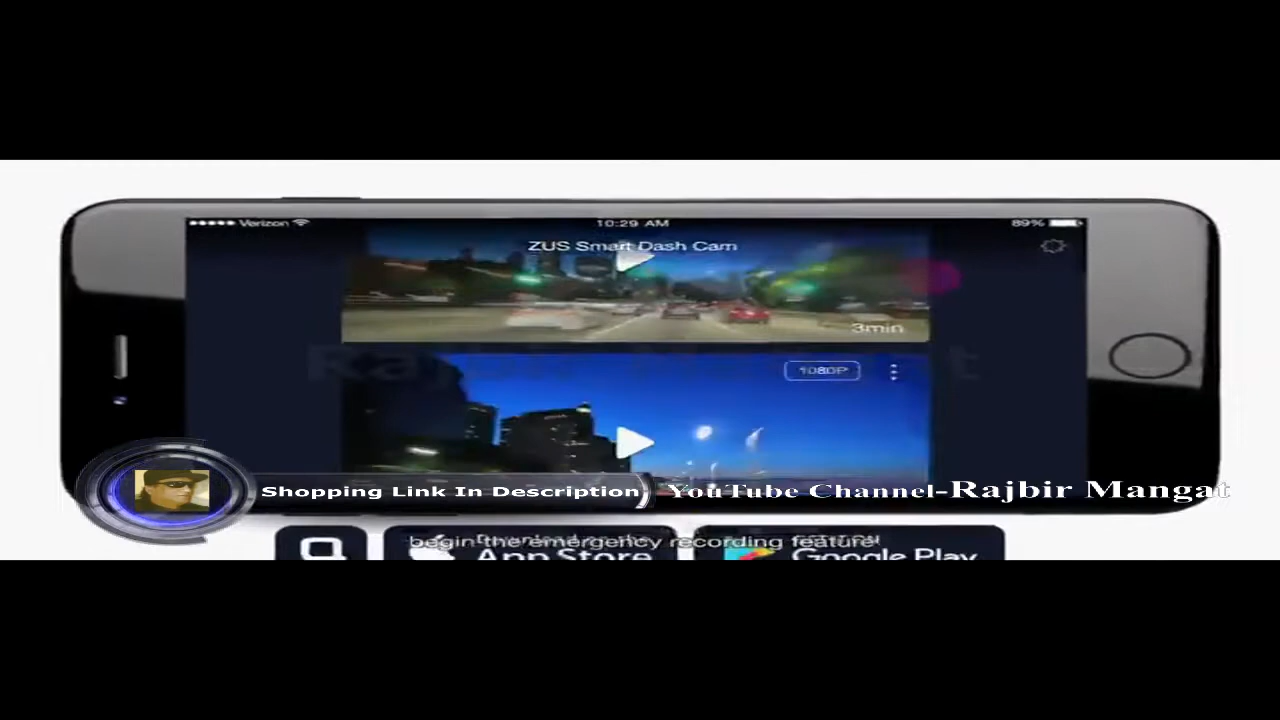 Verizon
10:29 AM
89%
ZUS Smart Dash Cam
3min
1080P
Shopping Link In Description
YouTube Channel-Rajbir Mangat
begin the emergency recording feature.
App Store
Google Play